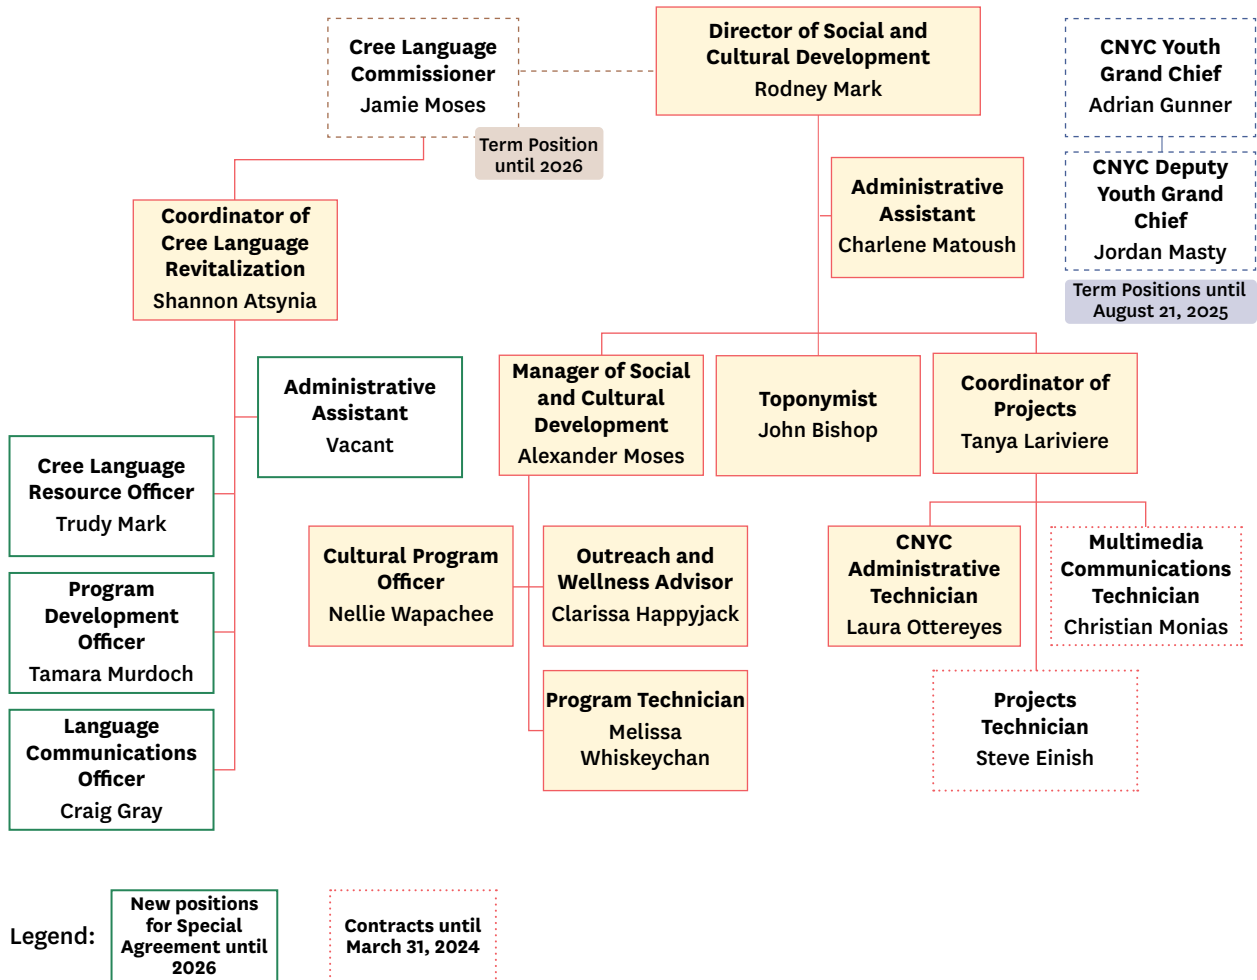 Cree Language
Commissioner
Jamie Moses
Term Position
until 2026
Director of Social and
Cultural Development
Rodney Mark
CNYC Youth
Grand Chief
Adrian Gunner
CNYC Deputy
Youth Grand
Chief
Jordan Masty
Term Positions until
August 21, 2025
Administrative
Assistant
Charlene Matoush
Coordinator of
Cree Language
Revitalization
Shannon Atsynia
Administrative
Assistant
Vacant
Cree Language
Resource Officer
Trudy Mark
Program
Development
Officer
Tamara Murdoch
Language
Communications
Officer
Craig Gray
Manager of Social
and Cultural
Development
Alexander Moses
Toponymist
John Bishop
Coordinator of
Projects
Tanya Lariviere
Cultural Program
Officer
Nellie Wapachee
Outreach and
Wellness Advisor
Clarissa Happyjack
Program Technician
Melissa
Whiskeychan
CNYC
Administrative
Technician
Laura Ottereyes
Multimedia
Communications
Technician
Christian Monias
Projects
Technician
Steve Einish
Legend:
New positions
for Special
Agreement until
2026
Contracts until
March 31, 2024